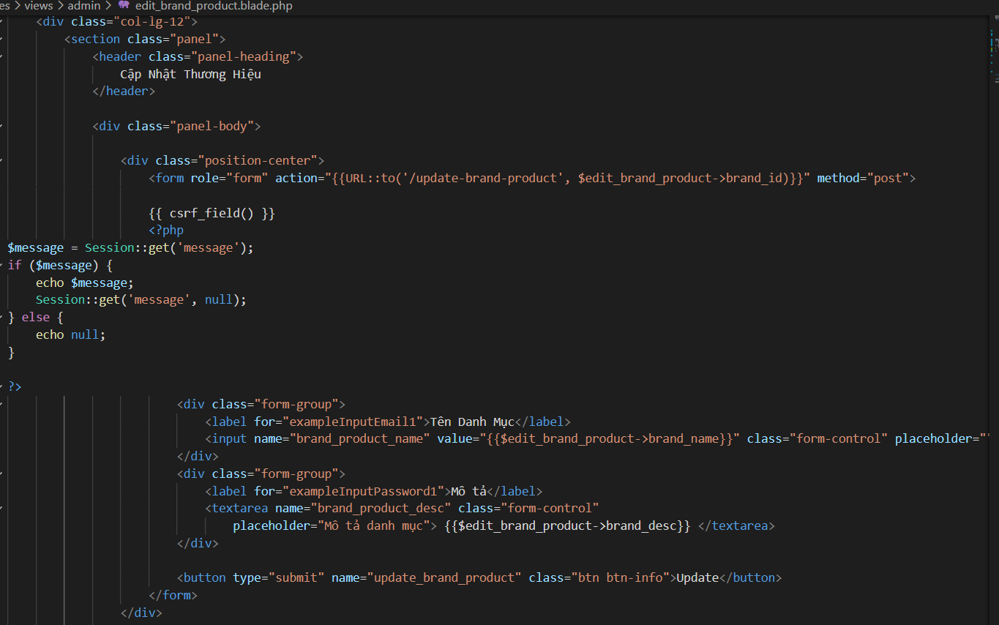 es > views > admin > edit_brand_product.blade.php
<div class="col-lg-12">
<section class="panel">
<header class="panel-heading">
Cập Nhật Thương Hiệu
</header>
<div class="panel-body">
<div class="position-center">
<form role="form" action="{{URL::to('/update-brand-product', $edit_brand_product->brand_id)}}" method="post">
{{ csrf_field() }}
<?php
$message = Session::get('message');
if ($message) {
echo $message;
Session::get('message', null);
} else {
echo null;
}
?>
<div class="form-group">
<label for="exampleInputEmail1">Tên Danh Mục</label>
<input name="brand_product_name" value="{{$edit_brand_product->brand_name}}" class="form-control" placeholder="
</div>
<div class="form-group">
<label for="exampleInputPassword1">Mô tả</label>
<textarea name="brand_product_desc" class="form-control"
placeholder="Mô tả danh mục"> {{$edit_brand_product->brand_desc}} </textarea>
</div>
<button type="submit" name="update_brand_product" class="btn btn-info">Update</button>
</form>
</div>